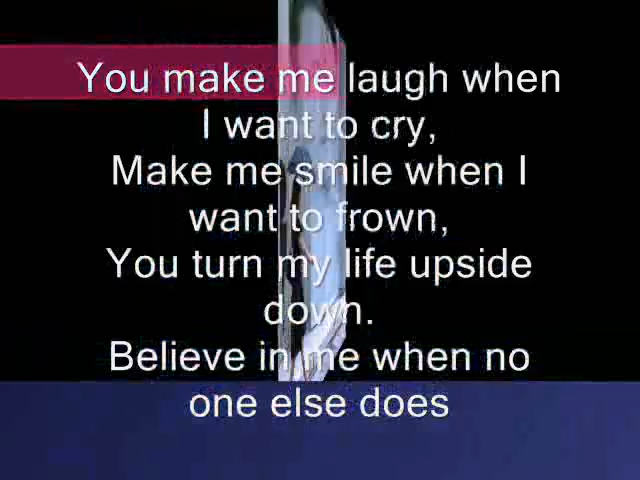 You make me laugh when
I want to cry,
Make me smile when I
want to frown,
You turn my life upside
down.
Believe in me when no
one else does